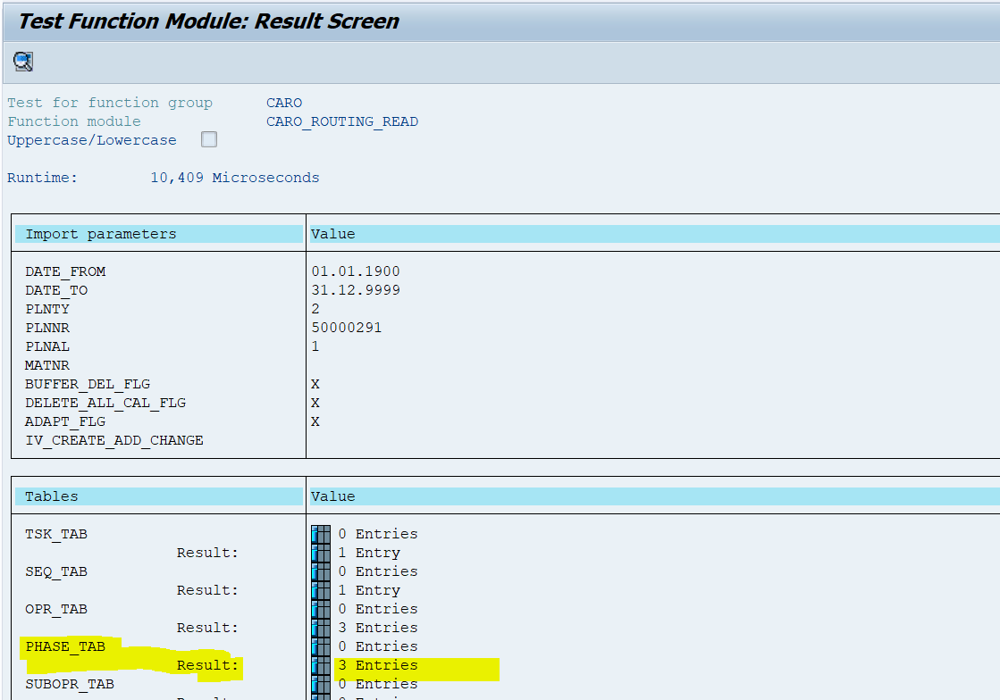 Test Function Module: Result Screen
Test for function group CARO
Function module CARO_ROUTING_READ
Uppercase/Lowercase
Runtime: 10,409 Microseconds
Import parameters Value
DATE_FROM 01.01.1900
DATE_TO 31.12.9999
PLNTY 2
PLNNR 50000291
PLNAL 1
MATNR
BUFFER_DEL_FLG X
DELETE_ALL_CAL_FLG X
ADAPT_FLG X
IV_CREATE_ADD_CHANGE
Tables Value
TSK_TAB 0 Entries
Result: 1 Entry
SEQ_TAB 0 Entries
Result: 1 Entry
OPR_TAB 0 Entries
Result: 3 Entries
PHASE_TAB 0 Entries
Result: 3 Entries
SUBOPR_TAB 0 Entries